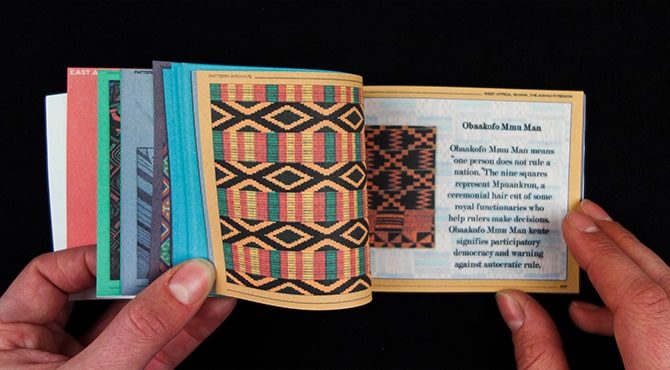 EAST A
PATTERN
PATTERN ARCHIVE
WEST AFRICA, GHANA, THE ASHANTI REGION
Obaakofo Mmu Man
Obaakofo Mmu Man means
"one person does not rule a
nation."The nine squares
represent Mpuankron, a
ceremonial hair cut of some
royal functionaries who
help rulers make decisions.
Obaakofo Mmu Man kente
signifies participatory
democracy and warning
against autocratic rule.